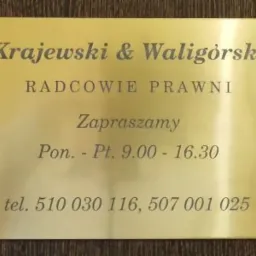 Krajewski & Waligórsk
RADCOWIE PRAWNI
Zapraszamy
Pon. - Pt. 9.00 - 16.30
tel. 510 030 116, 507 001 025